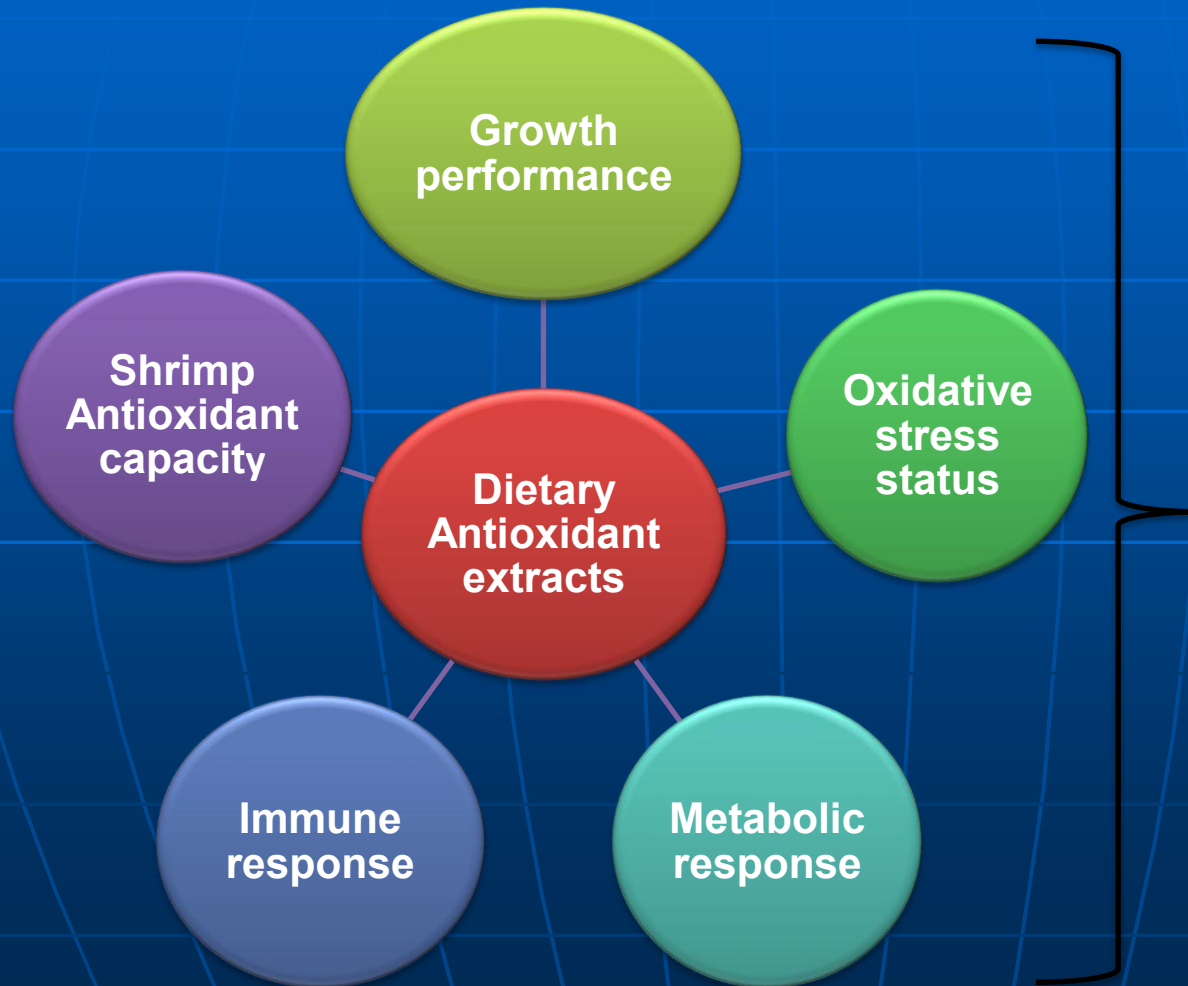 Growth
performance
Shrimp
Antioxidant
capacity
Oxidative
stress
status
Dietary
Antioxidant
extracts
Immune
response
Metabolic
response